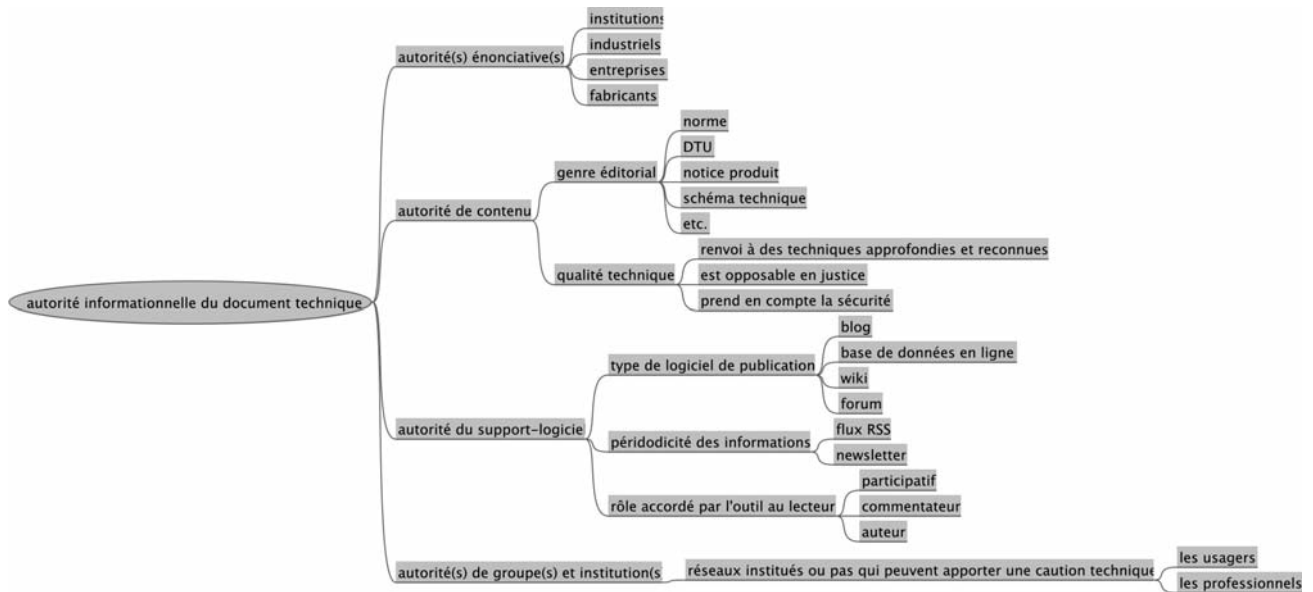 autorité informationnelle du document technique
autorité(s) énonciative(s)
institutions
industriels
entreprises
fabricants
autorité de contenu
genre éditorial
norme
DTU
notice produit
schéma technique
etc.
qualité technique
renvoi à des techniques approfondies et reconnues
est opposable en justice
prend en compte la sécurité
autorité du support-logicie
type de logiciel de publication
blog
base de données en ligne
wiki
forum
péridodicité des informations
flux RSS
newsletter
rôle accordé par l'outil au lecteur
participatif
commentateur
auteur
autorité(s) de groupe(s) et institution(s
réseaux institués ou pas qui peuvent apporter une caution technique
les usagers
les professionnels